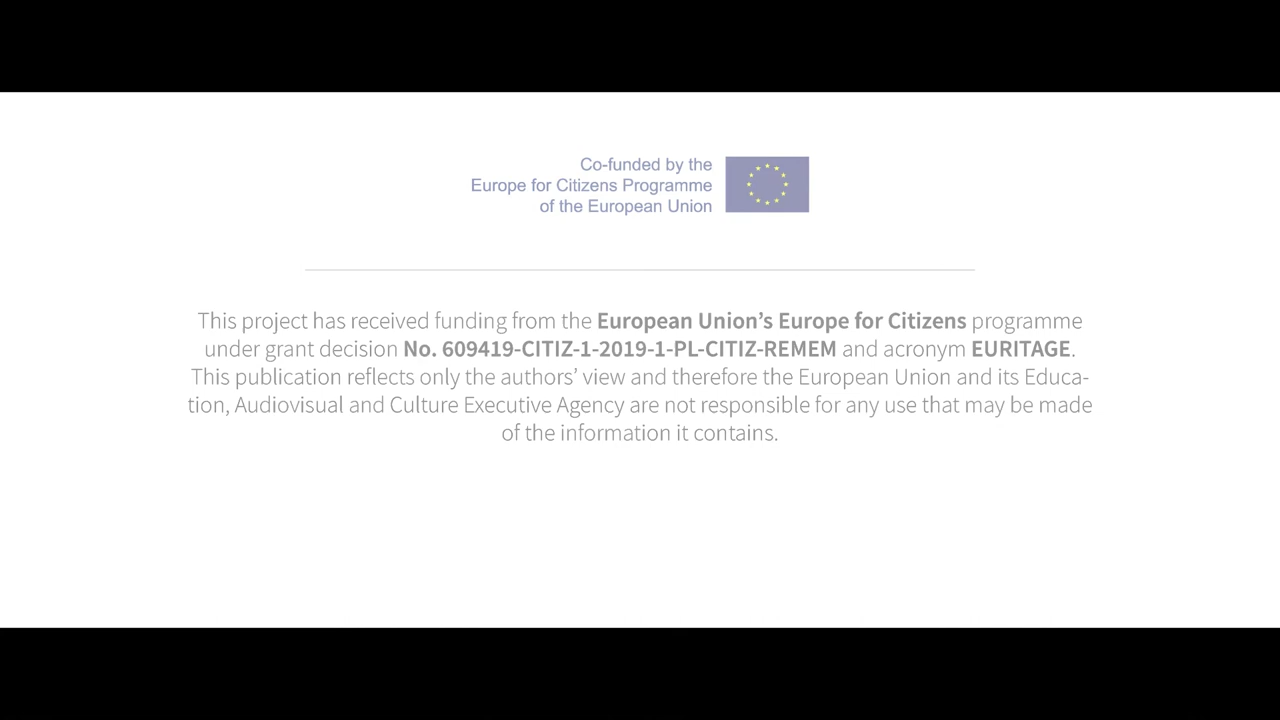 Co-funded by the
Europe for Citizens Programme
of the European Union
This project has received funding from the European Union's Europe for Citizens programme
under grant decision No. 609419-CITIZ-1-2019-1-PL-CITIZ-REMEM and acronym EURITAGE.
This publication reflects only the authors' view and therefore the European Union and its Educa-
tion, Audiovisual and Culture Executive Agency are not responsible for any use that may be made
of the information it contains.